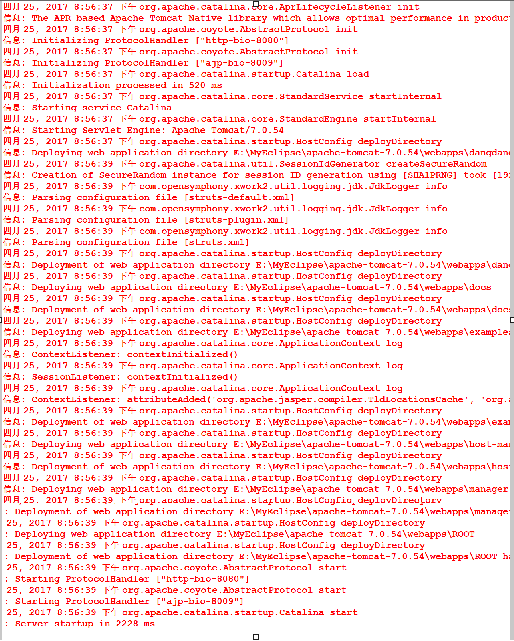 四月 25, 2017 8:56:37 下午 org.apache.catalina.core.AprLifecycleListener init
信息: The APR based Apache Tomcat Native library which allows optimal performance in produc
四月 25, 2017 8:56:37 下午 org.apache.coyote.AbstractProtocol init
信息: Initializing ProtocolHandler ["http-bio-8080"]
四月 25, 2017 8:56:37 下午 org.apache.coyote.AbstractProtocol init
信息: Initializing ProtocolHandler ["ajp-bio-8009"]
四月 25, 2017 8:56:37 下午 org.apache.catalina.startup.Catalina load
信息: Initialization processed in 520 ms
四月 25, 2017 8:56:37 下午 org.apache.catalina.core.StandardService startInternal
信息: Starting service Catalina
四月 25, 2017 8:56:37 下午 org.apache.catalina.core.StandardEngine startInternal
信息: Starting Servlet Engine: Apache Tomcat/7.0.54
四月 25, 2017 8:56:37 下午 org.apache.catalina.startup.HostConfig deployDirectory
信息: Deploying web application directory E:\MyEclipse\apache-tomcat-7.0.54\webapps\dangdan
四月 25, 2017 8:56:39 下午 org.apache.catalina.util.SessionIdGenerator createSecureRandom
信息: Creation of SecureRandom instance for session ID generation using [SHA1PRNG] took [19
四月 25, 2017 8:56:39 下午 com.opensymphony.xwork2.util.logging.jdk.JdkLogger info
信息: Parsing configuration file [struts-default.xml]
四月 25, 2017 8:56:39 下午 com.opensymphony.xwork2.util.logging.jdk.JdkLogger info
信息: Parsing configuration file [struts-plugin.xml]
四月 25, 2017 8:56:39 下午 com.opensymphony.xwork2.util.logging.jdk.JdkLogger info
信息: Parsing configuration file [struts.xml]
四月 25, 2017 8:56:39 下午 org.apache.catalina.startup.HostConfig deployDirectory
信息: Deployment of web application directory E:\MyEclipse\apache-tomcat-7.0.54\webapps\dan
四月 25, 2017 8:56:39 下午 org.apache.catalina.startup.HostConfig deployDirectory
信息: Deploying web application directory E:\MyEclipse\apache-tomcat-7.0.54\webapps\docs
四月 25, 2017 8:56:39 下午 org.apache.catalina.startup.HostConfig deployDirectory
信息: Deployment of web application directory E:\MyEclipse\apache-tomcat-7.0.54\webapps\doc
四月 25, 2017 8:56:39 下午 org.apache.catalina.startup.HostConfig deployDirectory
信息: Deploying web application directory E:\MyEclipse\apache-tomcat-7.0.54\webapps\example
四月 25, 2017 8:56:39 下午 org.apache.catalina.core.ApplicationContext log
信息: ContextListener: contextInitialized()
四月 25, 2017 8:56:39 下午 org.apache.catalina.core.ApplicationContext log
信息: SessionListener: contextInitialized()
四月 25, 2017 8:56:39 下午 org.apache.catalina.core.ApplicationContext log
信息: ContextListener: attributeAdded('org.apache.jasper.compiler.TldLocationsCache', 'org.
四月 25, 2017 8:56:39 下午 org.apache.catalina.startup.HostConfig deployDirectory
信息: Deployment of web application directory E:\MyEclipse\apache-tomcat-7.0.54\webapps\exa
四月 25, 2017 8:56:39 下午 org.apache.catalina.startup.HostConfig deployDirectory
信息: Deploying web application directory E:\MyEclipse\apache-tomcat-7.0.54\webapps\host-ma
四月 25, 2017 8:56:39 下午 org.apache.catalina.startup.HostConfig deployDirectory
信息: Deployment of web application directory E:\MyEclipse\apache-tomcat-7.0.54\webapps\hos
四月 25, 2017 8:56:39 下午 org.apache.catalina.startup.HostConfig deployDirectory
信息: Deploying web application directory E:\MyEclipse\apache-tomcat-7.0.54\webapps\manager
四月 25, 2017 8:56:39 下午 org.apache.catalina.startup.HostConfig deployDirectory
: Deployment of web application directory E:\MyEclipse\apache-tomcat-7.0.54\webapps\manage
25, 2017 8:56:39 下午 org.apache.catalina.startup.HostConfig deployDirectory
: Deploying web application directory E:\MyEclipse\apache-tomcat-7.0.54\webapps\ROOT
25, 2017 8:56:39 下午 org.apache.catalina.startup.HostConfig deployDirectory
: Deployment of web application directory E:\MyEclipse\apache-tomcat-7.0.54\webapps\ROOT ha
25, 2017 8:56:39 下午 org.apache.coyote.AbstractProtocol start
: Starting ProtocolHandler ["http-bio-8080"]
25, 2017 8:56:39 下午 org.apache.coyote.AbstractProtocol start
: Starting ProtocolHandler ["ajp-bio-8009"]
25, 2017 8:56:39 下午 org.apache.catalina.startup.Catalina start
: Server startup in 2228 ms